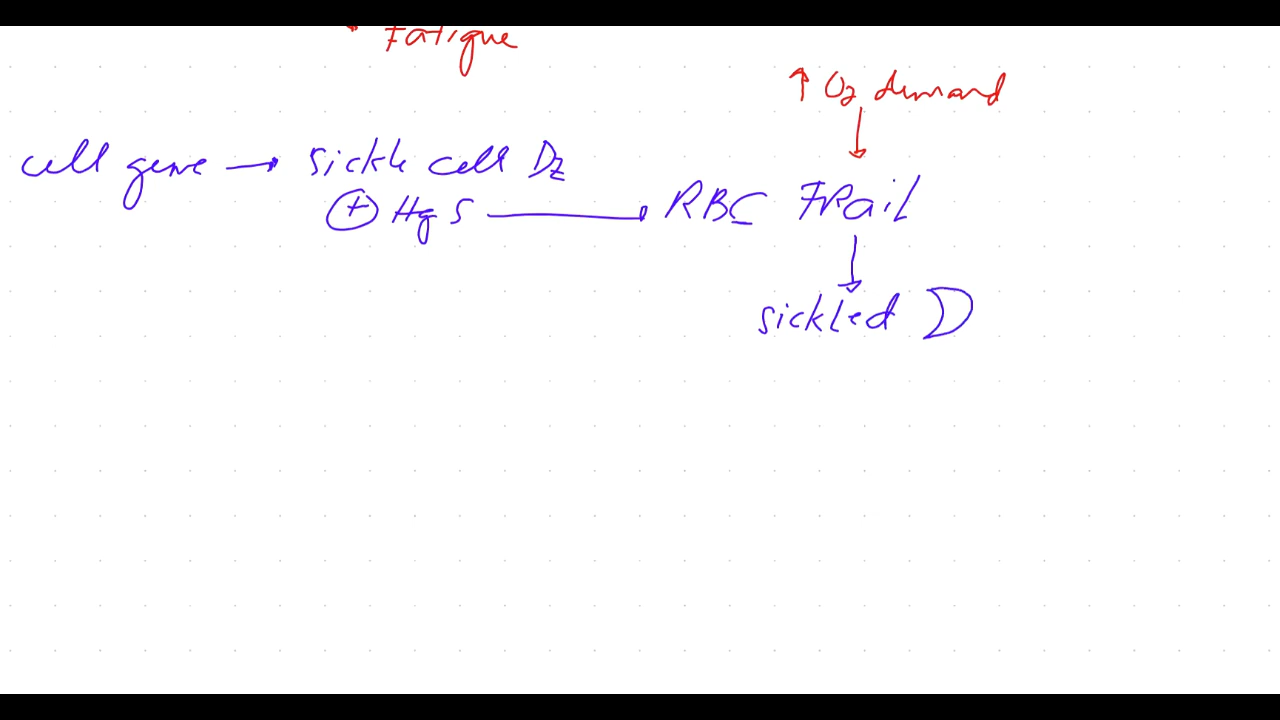 Fatigue
↑ O2 demand
cell gene → sickle cell Dz
⊕ Hg S → RBC FRail
sickled